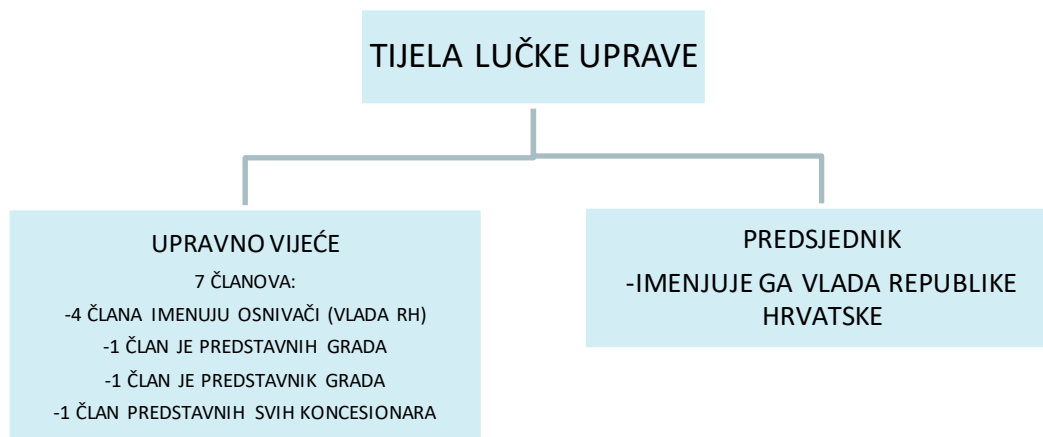 TIJELA LUČKE UPRAVE
UPRAVNO VIJEĆE
7 ČLANOVA:
-4 ČLANA IMENUJU OSNIVAČI (VLADA RH)
-1 ČLAN JE PREDSTAVNIH GRADA
-1 ČLAN JE PREDSTAVNIK GRADA
-1 ČLAN PREDSTAVNIH SVIH KONCESIONARA
PREDSJEDNIK
-IMENJUJE GA VLADA REPUBLIKE
HRVATSKE